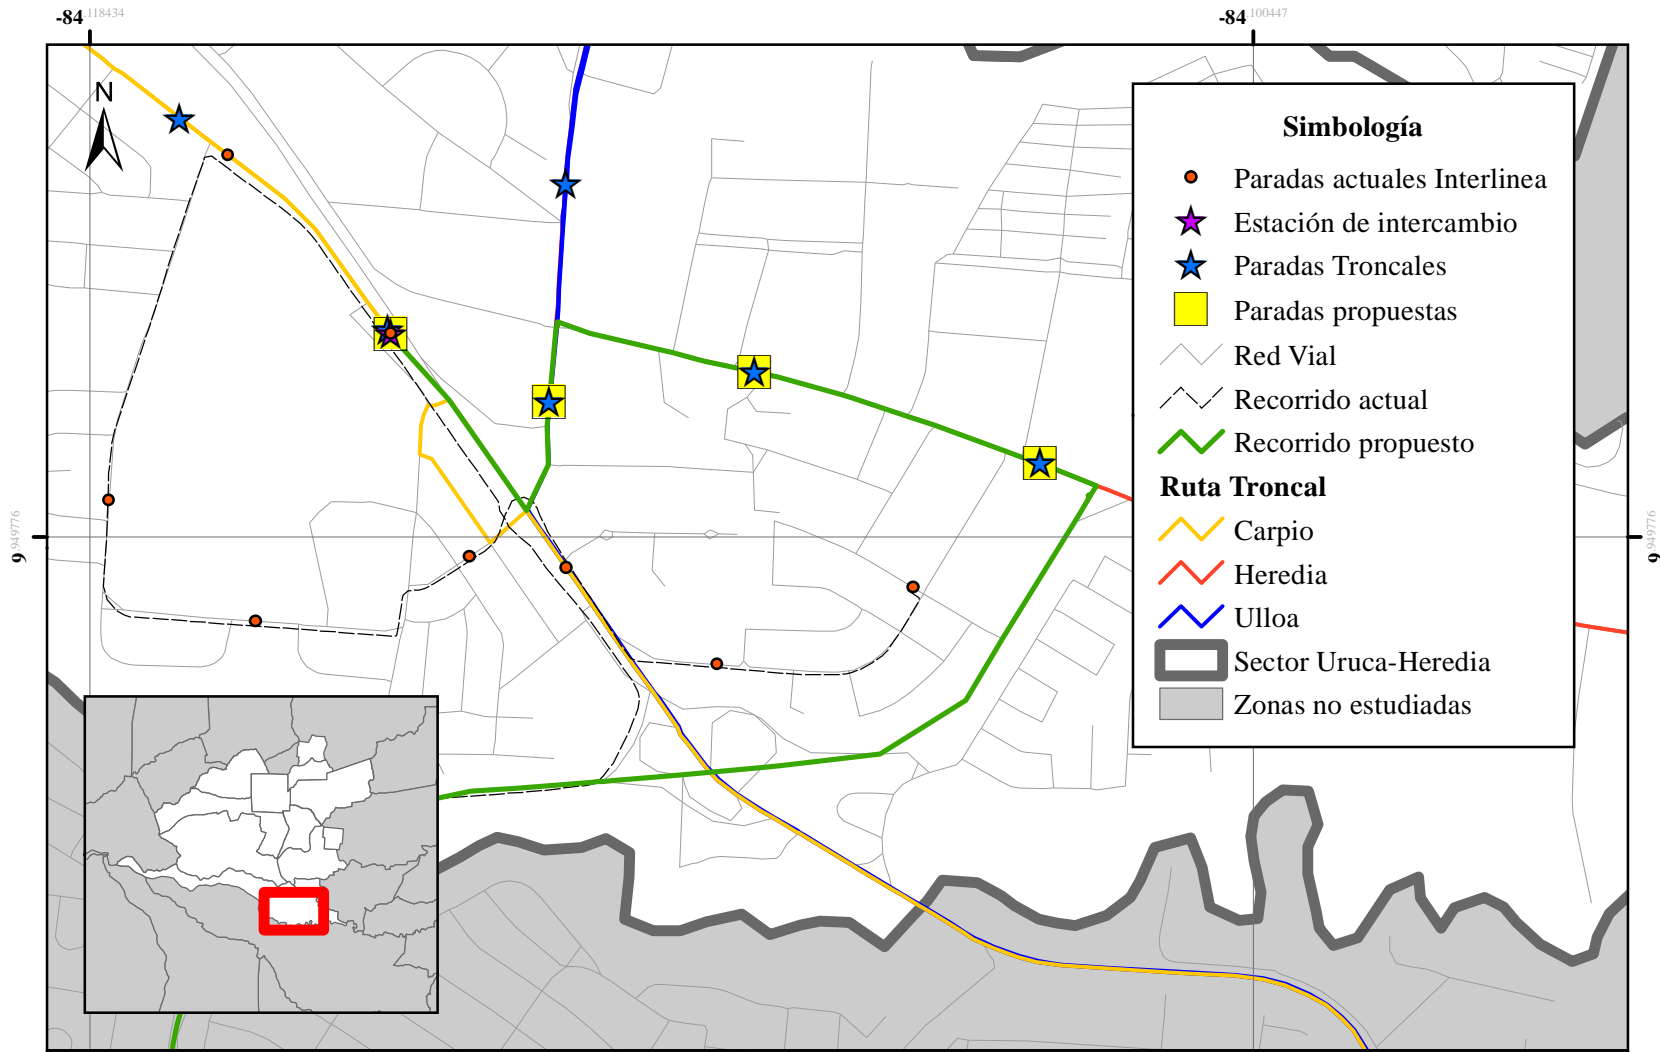 -84.118434
-84.100447
N
Simbología
Paradas actuales Interlinea
Estación de intercambio
Paradas Troncales
Paradas propuestas
Red Vial
Recorrido actual
Recorrido propuesto
Ruta Troncal
Carpio
Heredia
Ulloa
Sector Uruca-Heredia
Zonas no estudiadas
9.949776
9.949776